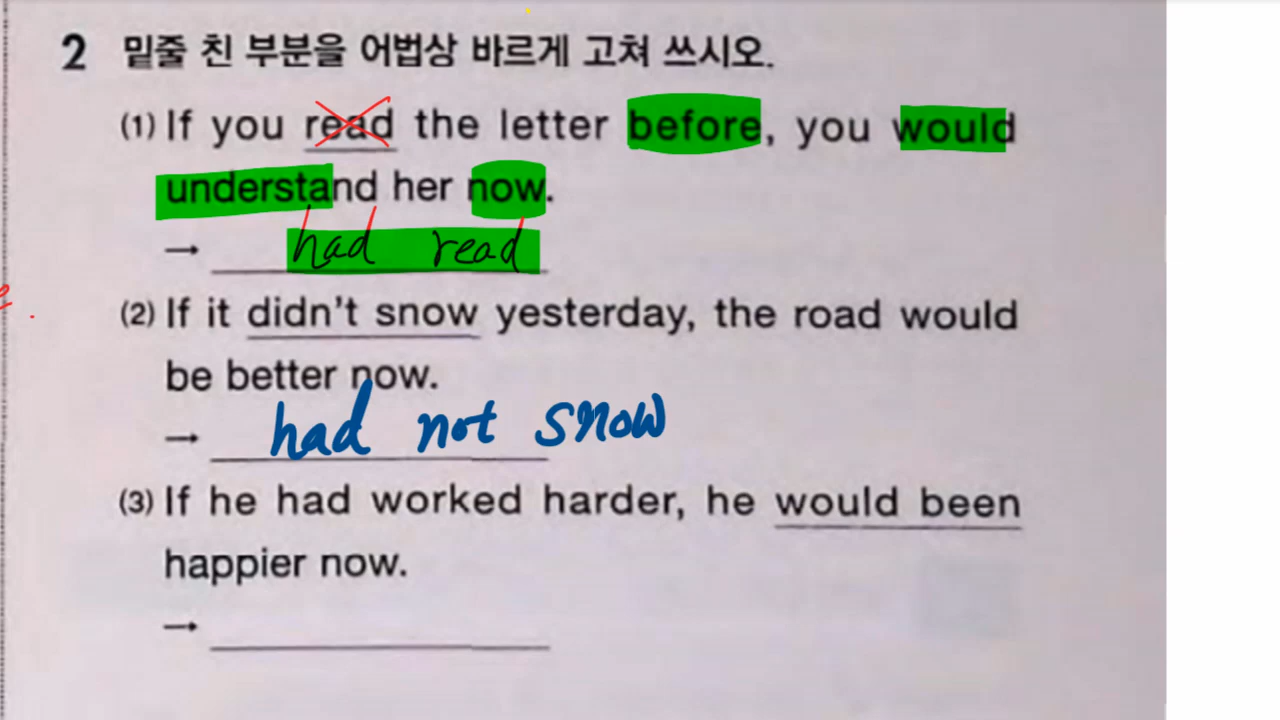 2 밑줄 친 부분을 어법상 바르게 고쳐 쓰시오.
(1) If you read the letter before, you would
understand her now.
→ had read
(2) If it didn't snow yesterday, the road would
be better now.
→ had not snow
(3) If he had worked harder, he would been
happier now.
→